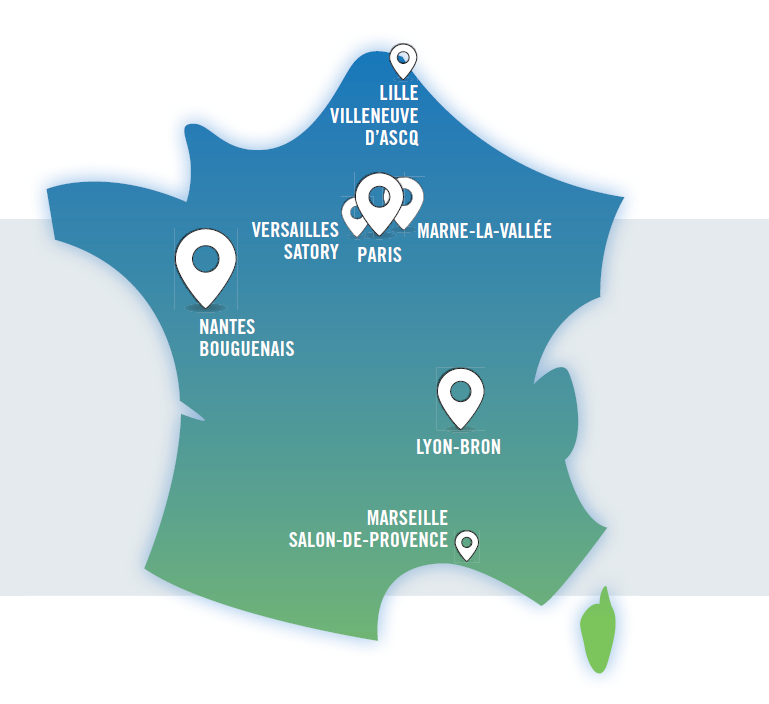 LILLE
VILLENEUVE
D'ASCQ
VERSAILLES
SATORY
PARIS
MARNE-LA-VALLÉE
NANTES
BOUGUENAIS
LYON-BRON
MARSEILLE
SALON-DE-PROVENCE